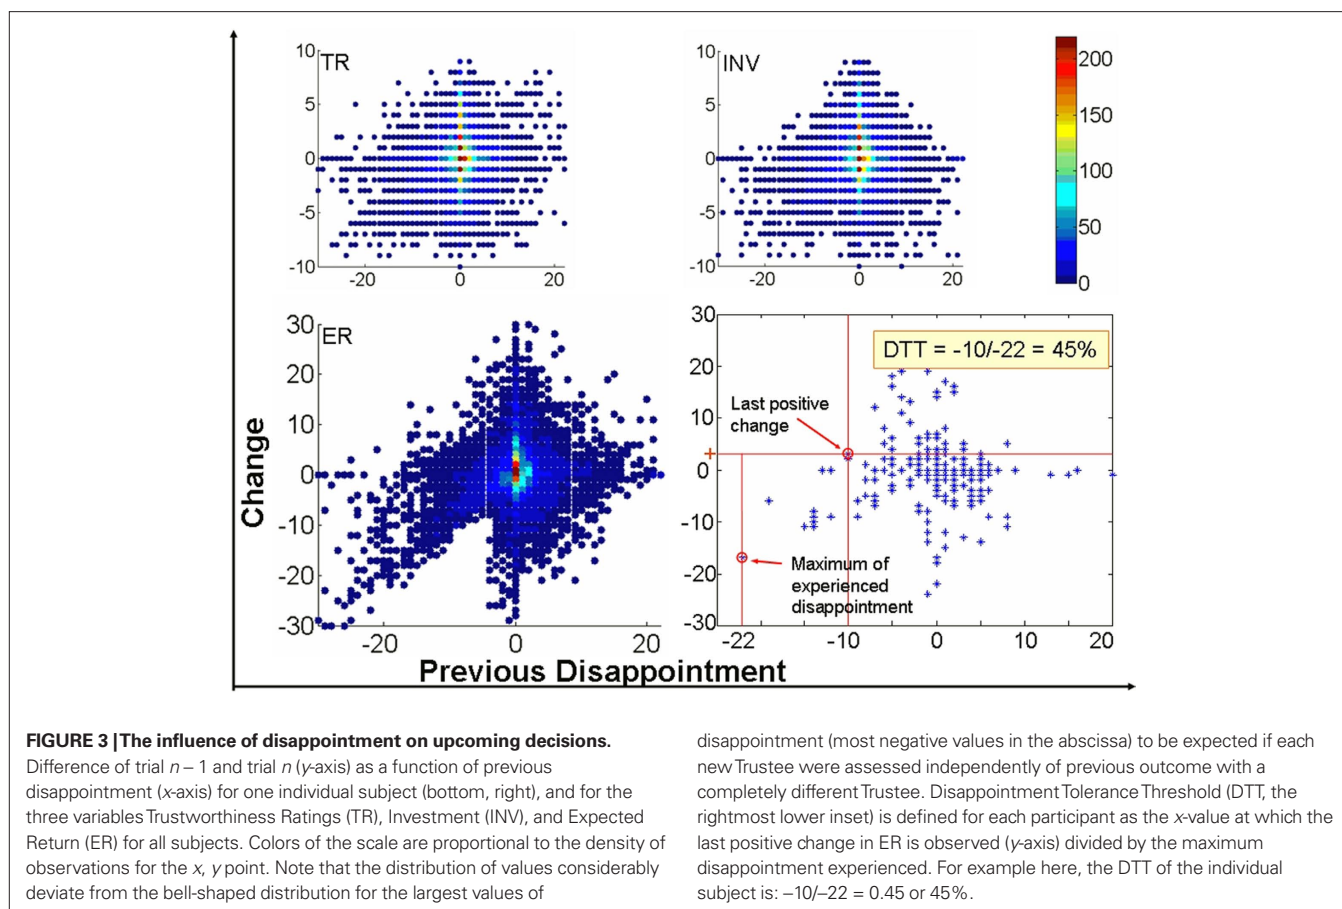 TR
10
5
0
-5
-10
-20
0
20
INV
10
5
0
-5
-10
-20
0
20
200
150
100
50
0
ER
30
20
10
0
-10
-20
-30
-20
0
20
30
20
10
0
-10
-20
-30
-22
-10
0
10
20
DTT = -10/-22 = 45%
Last positive
change
Maximum of
experienced
disappointment
Change
Previous Disappointment
FIGURE 3 | The influence of disappointment on upcoming decisions.
Difference of trial n – 1 and trial n (y-axis) as a function of previous
disappointment (x-axis) for one individual subject (bottom, right), and for the
three variables Trustworthiness Ratings (TR), Investment (INV), and Expected
Return (ER) for all subjects. Colors of the scale are proportional to the density of
observations for the x, y point. Note that the distribution of values considerably
deviate from the bell-shaped distribution for the largest values of
disappointment (most negative values in the abscissa) to be expected if each
new Trustee were assessed independently of previous outcome with a
completely different Trustee. Disappointment Tolerance Threshold (DTT, the
rightmost lower inset) is defined for each participant as the x-value at which the
last positive change in ER is observed (y-axis) divided by the maximum
disappointment experienced. For example here, the DTT of the individual
subject is: –10/–22 = 0.45 or 45%.